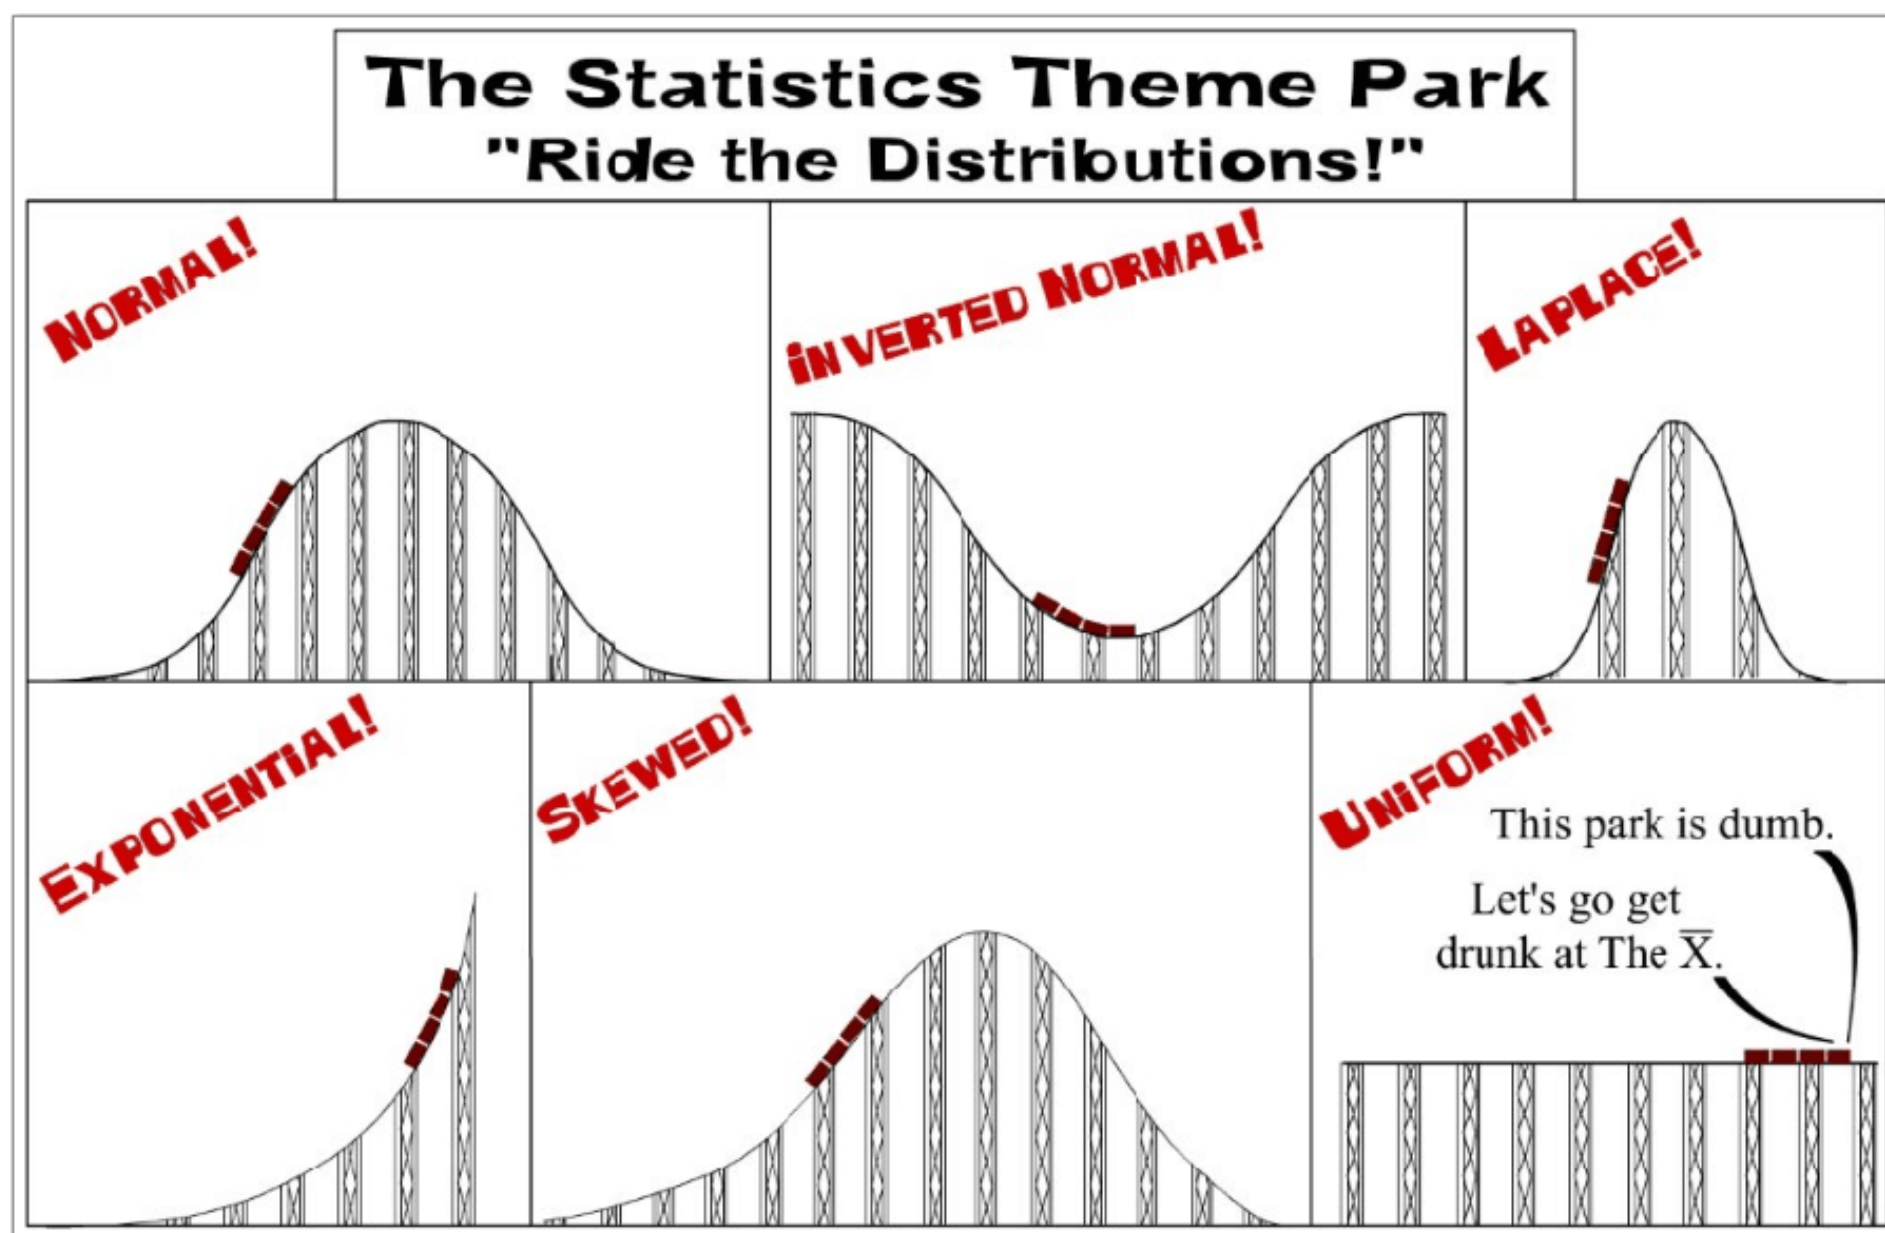 The Statistics Theme Park
"Ride the Distributions!"
NORMAL!
iNVERTED NORMAL!
LAPLACE!
EXPONENTiAL!
SKEWED!
UNiFORM!
This park is dumb.
Let's go get
drunk at The X̅.